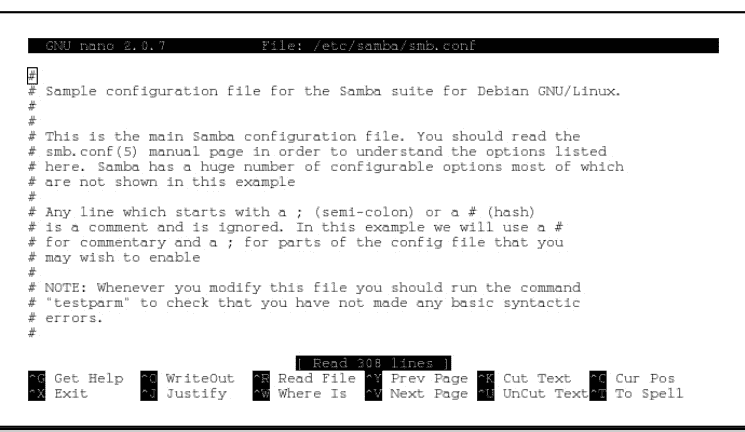 GNU nano 2.0.7 File: /etc/samba/smb.conf
#
# Sample configuration file for the Samba suite for Debian GNU/Linux.
#
#
# This is the main Samba configuration file. You should read the
# smb.conf(5) manual page in order to understand the options listed
# here. Samba has a huge number of configurable options most of which
# are not shown in this example
#
# Any line which starts with a ; (semi-colon) or a # (hash)
# is a comment and is ignored. In this example we will use a #
# for commentary and a ; for parts of the config file that you
# may wish to enable
#
# NOTE: Whenever you modify this file you should run the command
# "testparm" to check that you have not made any basic syntactic
# errors.
#
[ Read 308 lines ]
^G Get Help ^O WriteOut ^R Read File ^Y Prev Page ^K Cut Text ^C Cur Pos
^X Exit ^J Justify ^W Where Is ^V Next Page ^U UnCut Text ^T To Spell